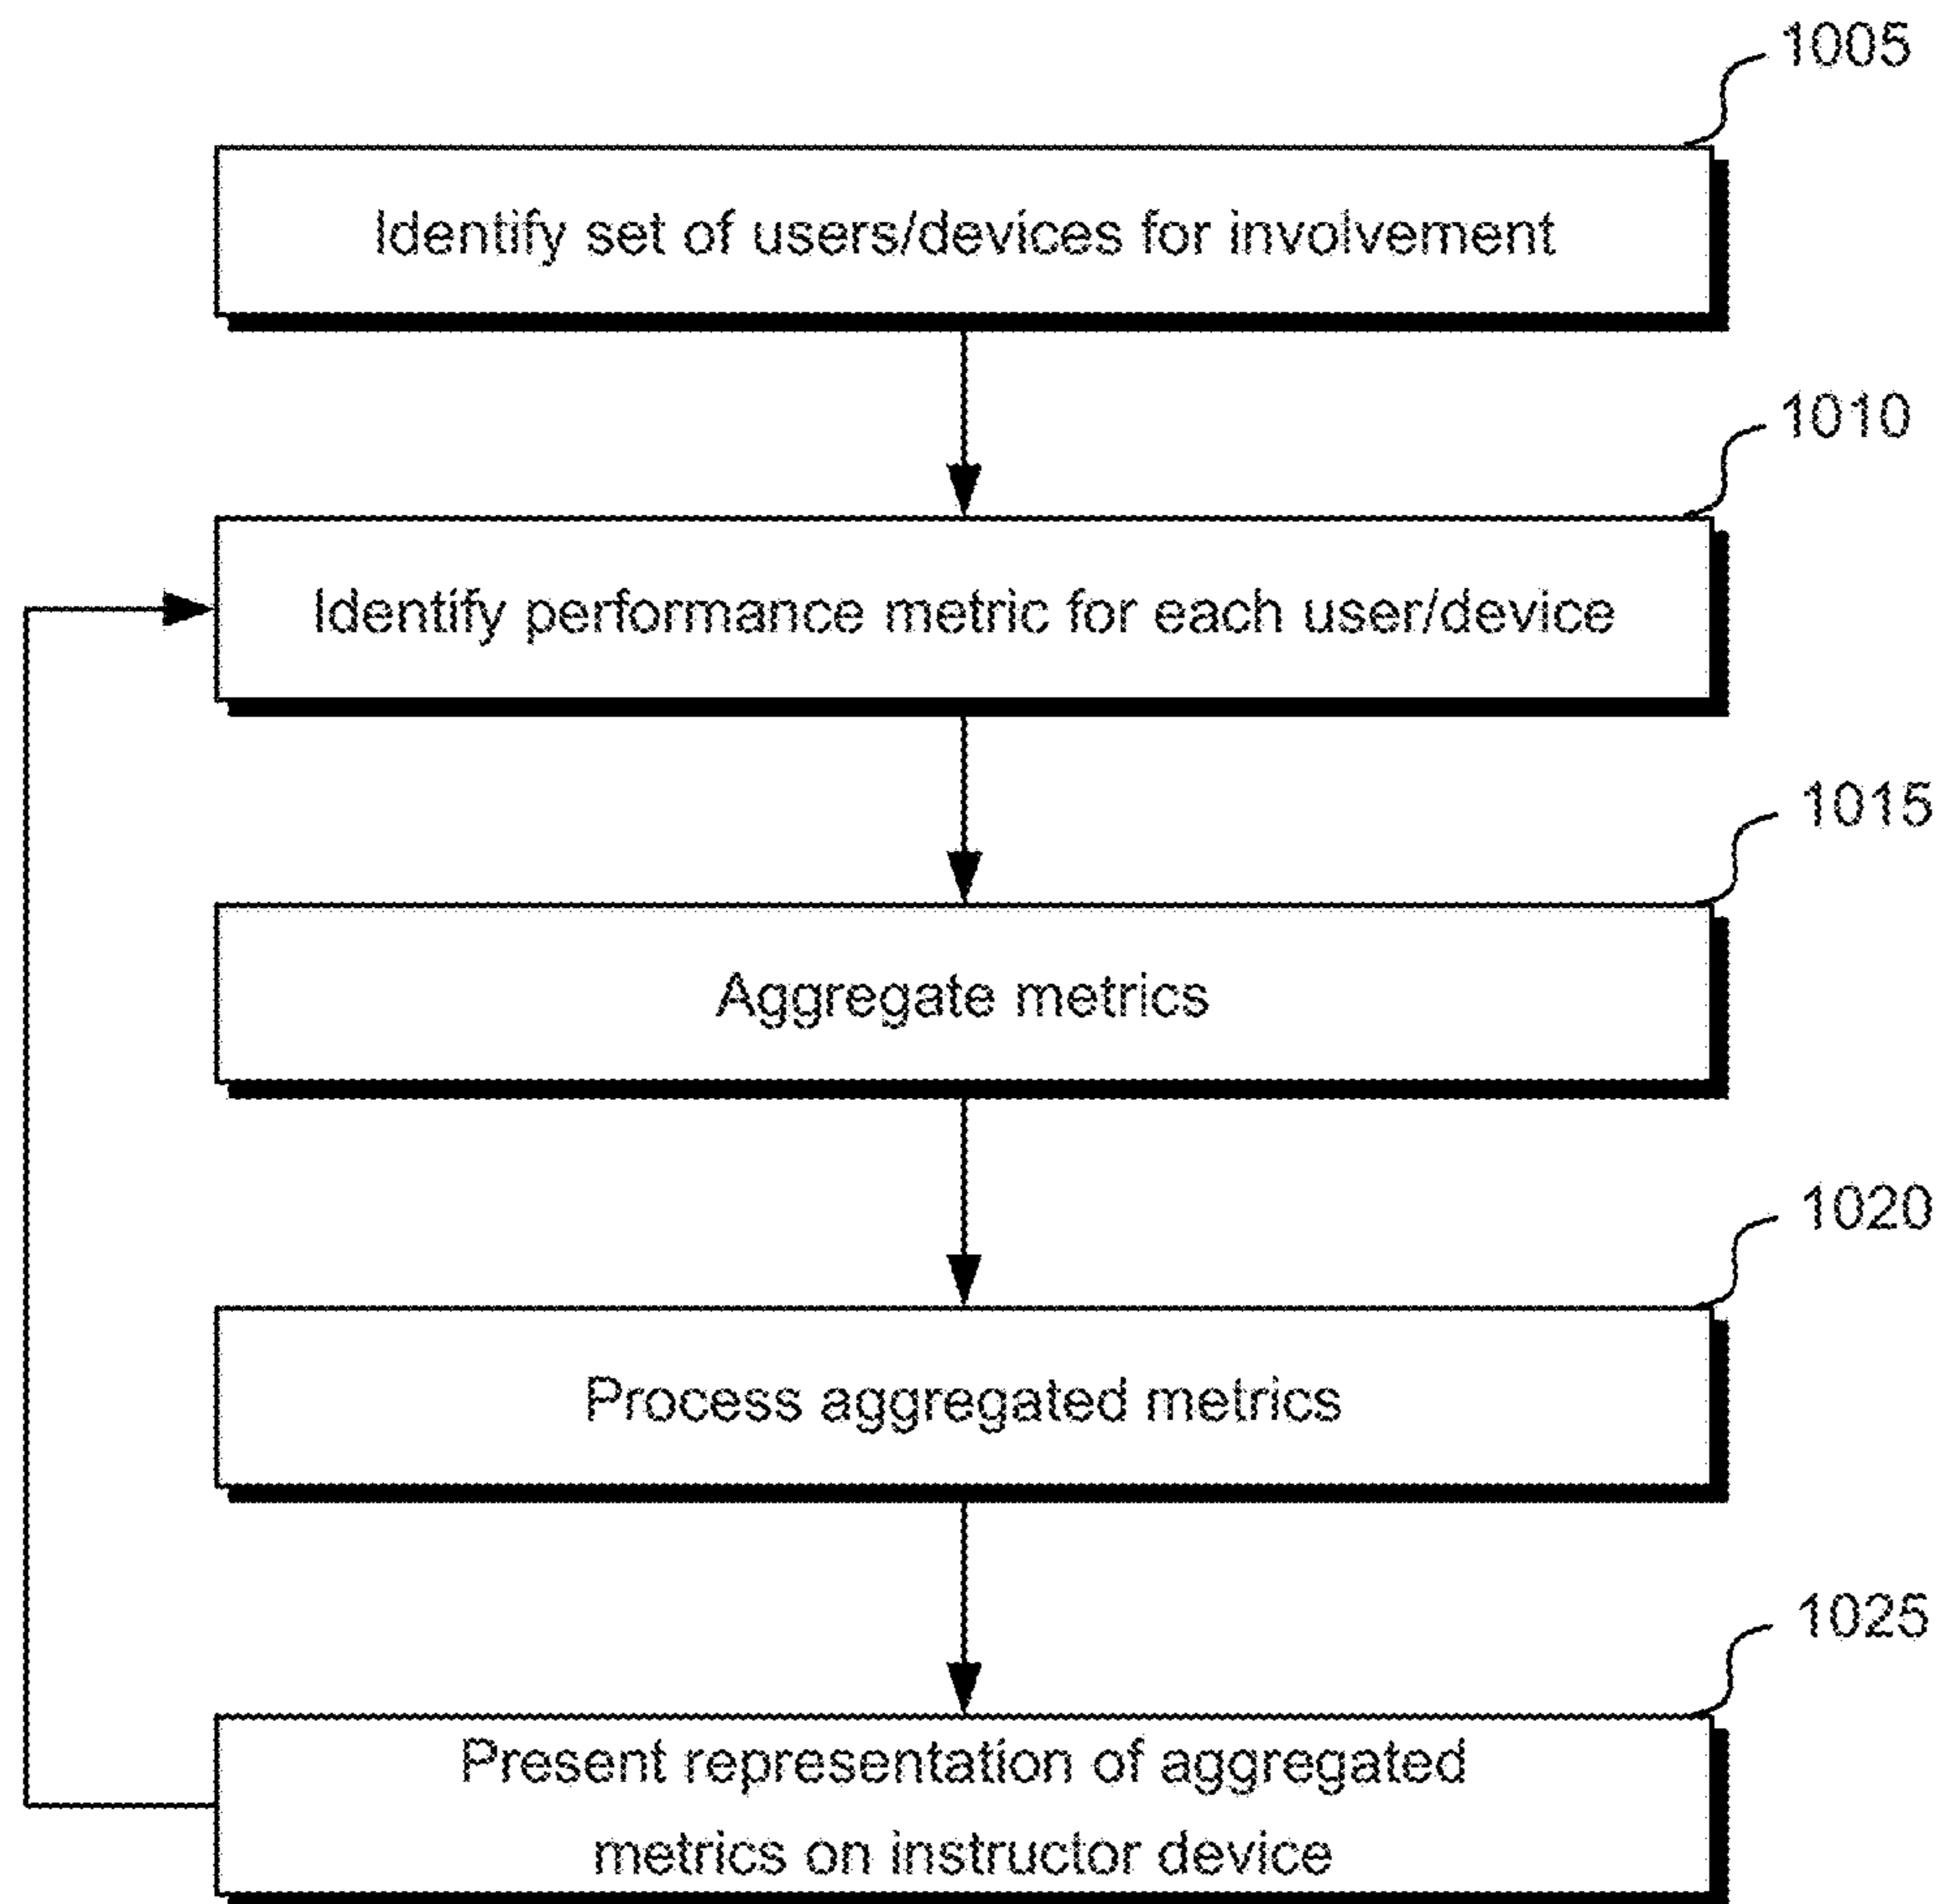 1005
Identify set of users/devices for involvement
1010
Identify performance metric for each user/device
1015
Aggregate metrics
1020
Process aggregated metrics
1025
Present representation of aggregated
metrics on instructor device